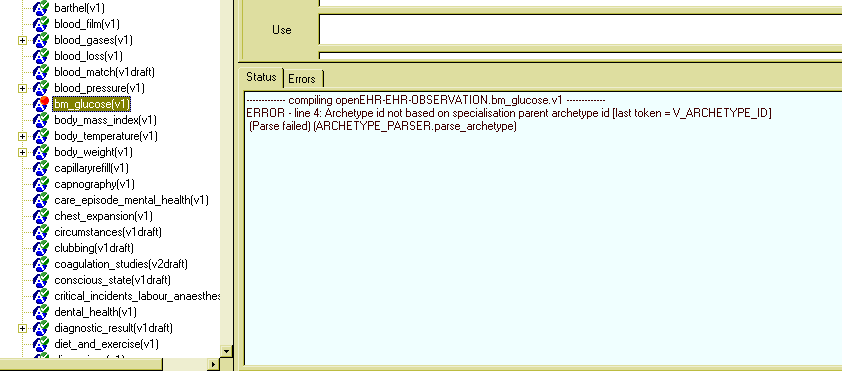 barthel(v1)
blood_film(v1)
blood_gases(v1)
blood_loss(v1)
blood_match(v1draft)
blood_pressure(v1)
bm_glucose(v1)
body_mass_index(v1)
body_temperature(v1)
body_weight(v1)
capillaryrefill(v1)
capnography(v1)
care_episode_mental_health(v1)
chest_expansion(v1)
circumstances(v1draft)
clubbing(v1draft)
coagulation_studies(v2draft)
conscious_state(v1draft)
critical_incidents_labour_anaesthes
dental_health(v1)
diagnostic_result(v1draft)
diet_and_exercise(v1)
Use
Status
Errors
------------- compiling openEHR-EHR-OBSERVATION.bm_glucose.v1 -------------
ERROR - line 4: Archetype id not based on specialisation parent archetype id [last token = V_ARCHETYPE_ID]
(Parse failed) (ARCHETYPE_PARSER.parse_archetype)